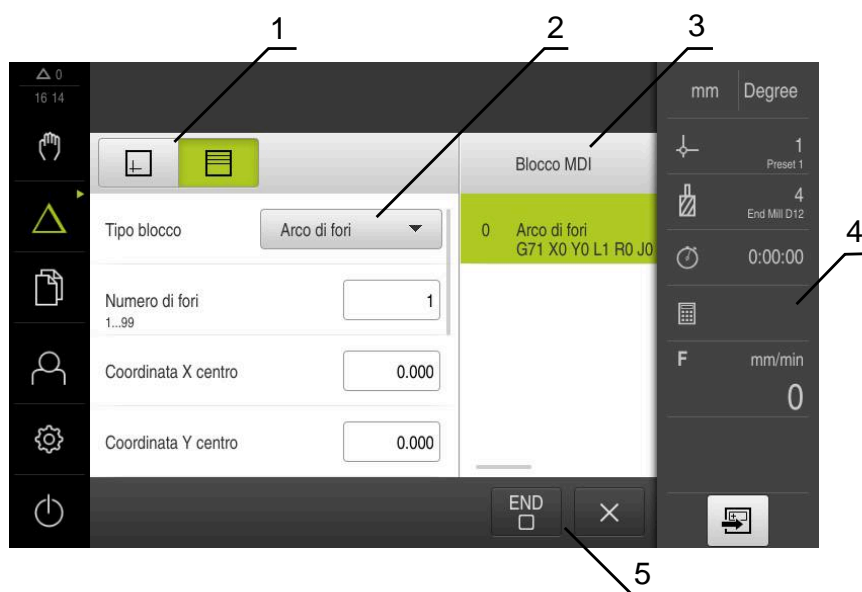 1
2
3
0
16 14
mm Degree
1
Preset 1
Blocco MDI
4
End Mill D12
Tipo blocco Arco di fori
0 Arco di fori
G71 X0 Y0 L1 R0 J0
4
0:00:00
Numero di fori 1
1...99
F mm/min
0
Coordinata X centro 0.000
Coordinata Y centro 0.000
END
5